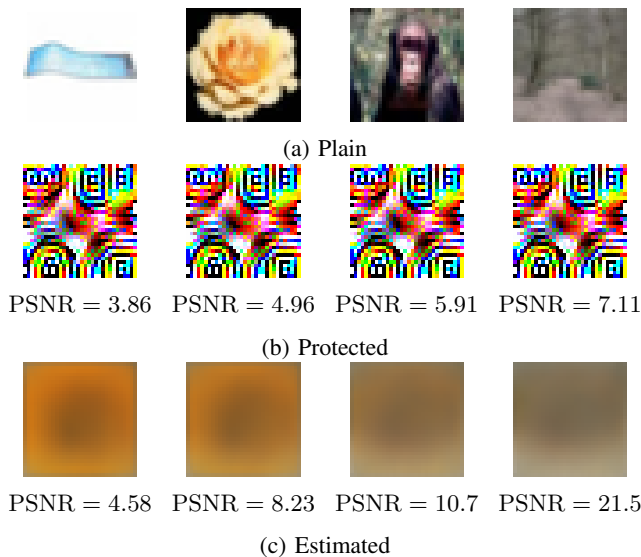 (a) Plain
PSNR = 3.86 PSNR = 4.96 PSNR = 5.91 PSNR = 7.11
(b) Protected
PSNR = 4.58 PSNR = 8.23 PSNR = 10.7 PSNR = 21.5
(c) Estimated